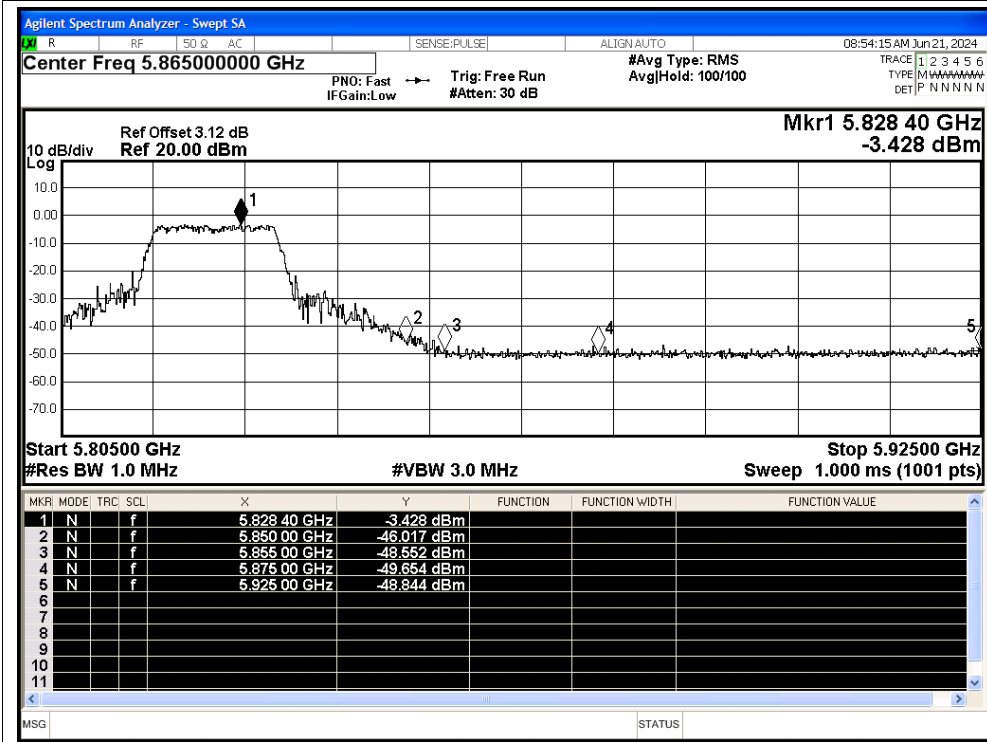 Agilent Spectrum Analyzer - Swept SA
LXI R RF 50 Ω AC SENSE:PULSE ALIGN AUTO 08:54:15 AM Jun 21, 2024
Center Freq 5.865000000 GHz #Avg Type: RMS TRACE 1 2 3 4 5 6
PNO: Fast Trig: Free Run Avg|Hold: 100/100 TYPE M
IFGain:Low #Atten: 30 dB DET P N N N N N
Mkr1 5.828 40 GHz
Ref Offset 3.12 dB
10 dB/div Ref 20.00 dBm -3.428 dBm
Log
10.0
1
0.00
-10.0
-20.0
-30.0
-40.0
2 3 4 5
-50.0
-60.0
-70.0
Start 5.80500 GHz Stop 5.92500 GHz
#Res BW 1.0 MHz #VBW 3.0 MHz Sweep 1.000 ms (1001 pts)
MKR MODE TRC SCL X Y FUNCTION FUNCTION WIDTH FUNCTION VALUE
1 N f 5.828 40 GHz -3.428 dBm
2 N f 5.850 00 GHz -46.017 dBm
3 N f 5.855 00 GHz -48.552 dBm
4 N f 5.875 00 GHz -49.654 dBm
5 N f 5.925 00 GHz -48.844 dBm
6
7
8
9
10
11
MSG STATUS